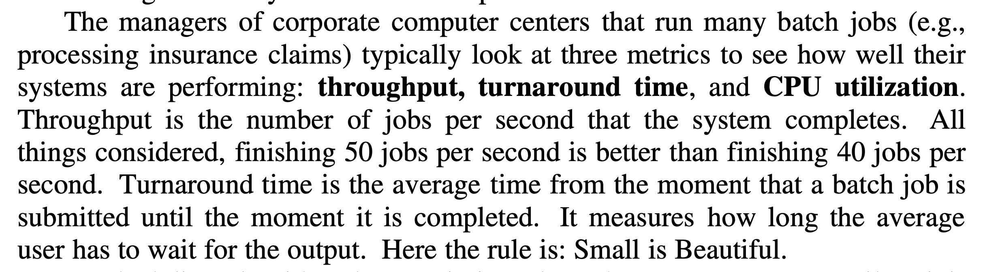 The managers of corporate computer centers that run many batch jobs (e.g.,
processing insurance claims) typically look at three metrics to see how well their
systems are performing: throughput, turnaround time, and CPU utilization.
Throughput is the number of jobs per second that the system completes. All
things considered, finishing 50 jobs per second is better than finishing 40 jobs per
second. Turnaround time is the average time from the moment that a batch job is
submitted until the moment it is completed. It measures how long the average
user has to wait for the output. Here the rule is: Small is Beautiful.